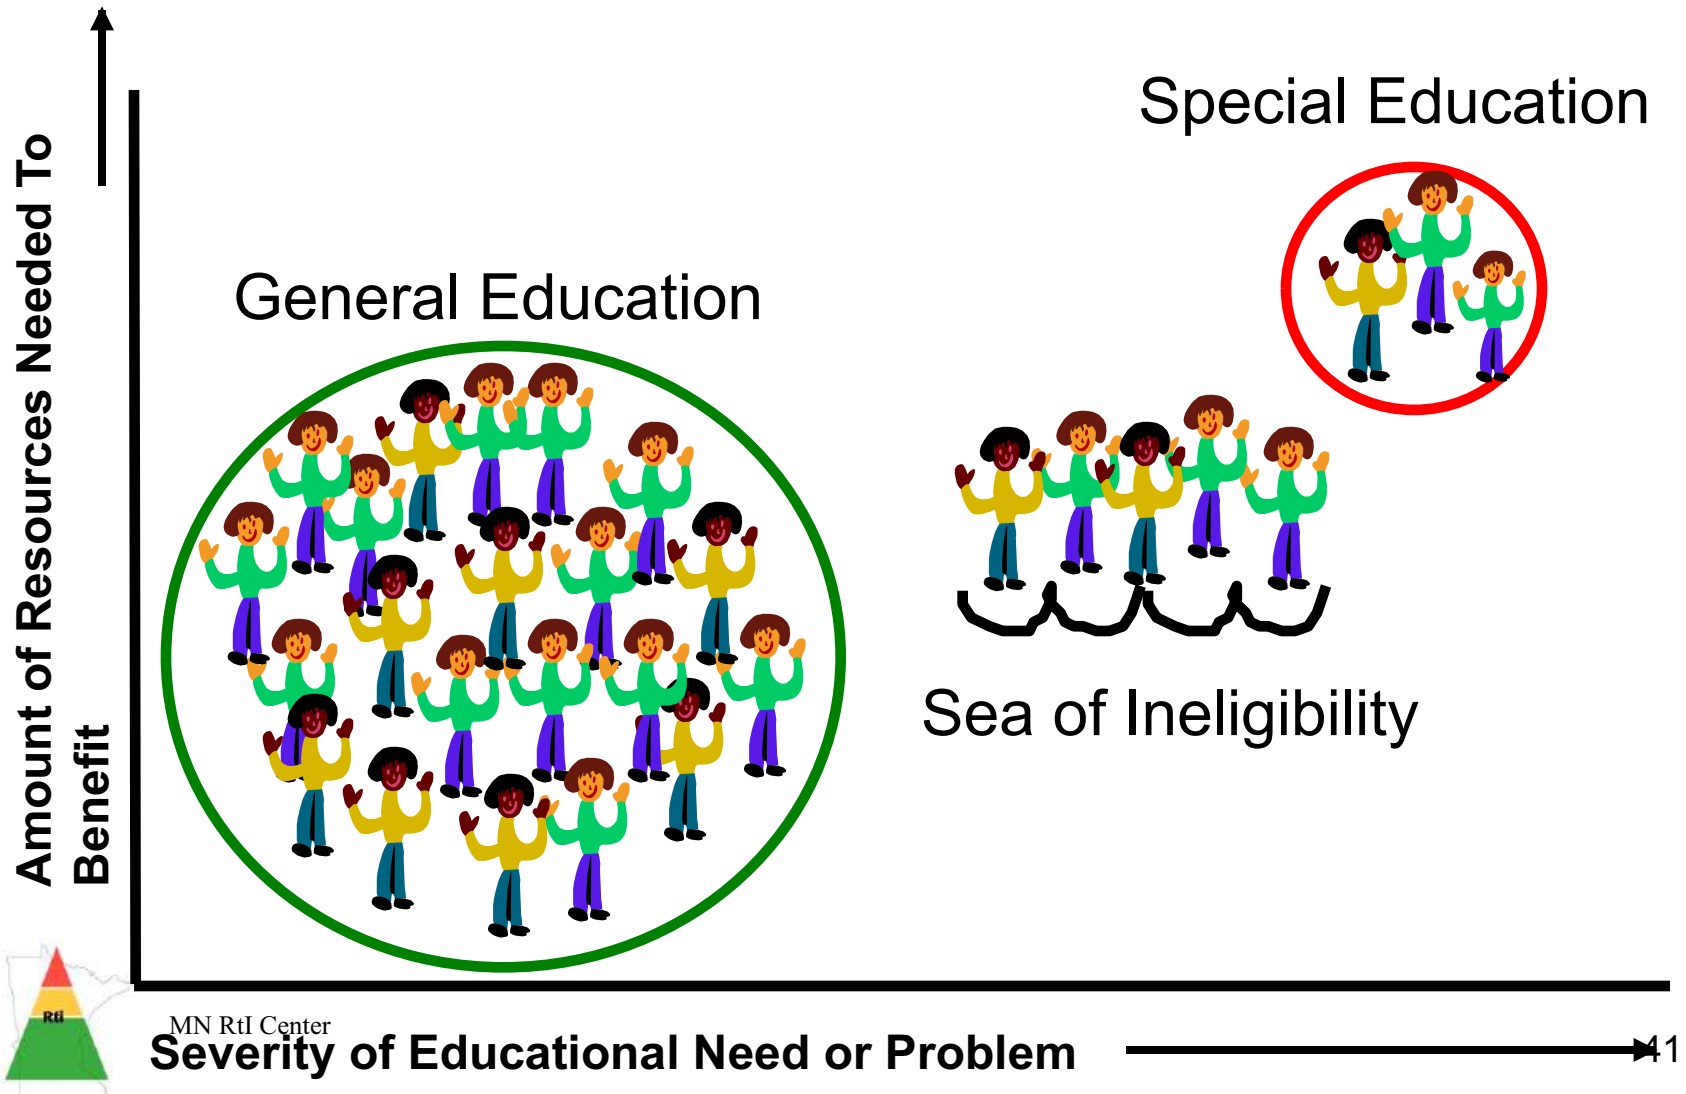 Special Education
General Education
Amount of Resources Needed To
Benefit
Sea of Ineligibility
RtI
MN RtI Center
Severity of Educational Need or Problem
41